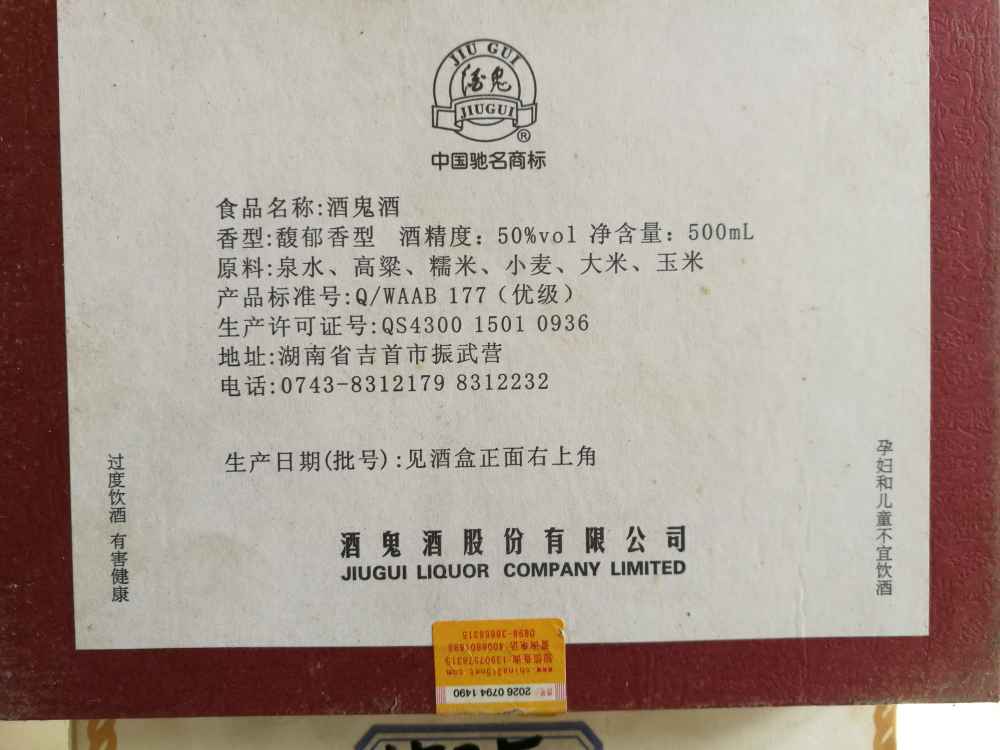 JIU GUI
酒鬼
JIUGUI
®
中国驰名商标
食品名称:酒鬼酒
香型:馥郁香型 酒精度: 50%vol 净含量: 500mL
原料:泉水、高粱、糯米、小麦、大米、玉米
产品标准号:Q/WAAB 177（优级）
生产许可证号:QS4300 1501 0936
地址:湖南省吉首市振武营
电话:0743-8312179 8312232
生产日期(批号):见酒盒正面右上角
过度饮酒 有害健康
孕妇和儿童不宜饮酒
酒鬼酒股份有限公司
JIUGUI LIQUOR COMPANY LIMITED
2026 0794 1490
www.china315net.com